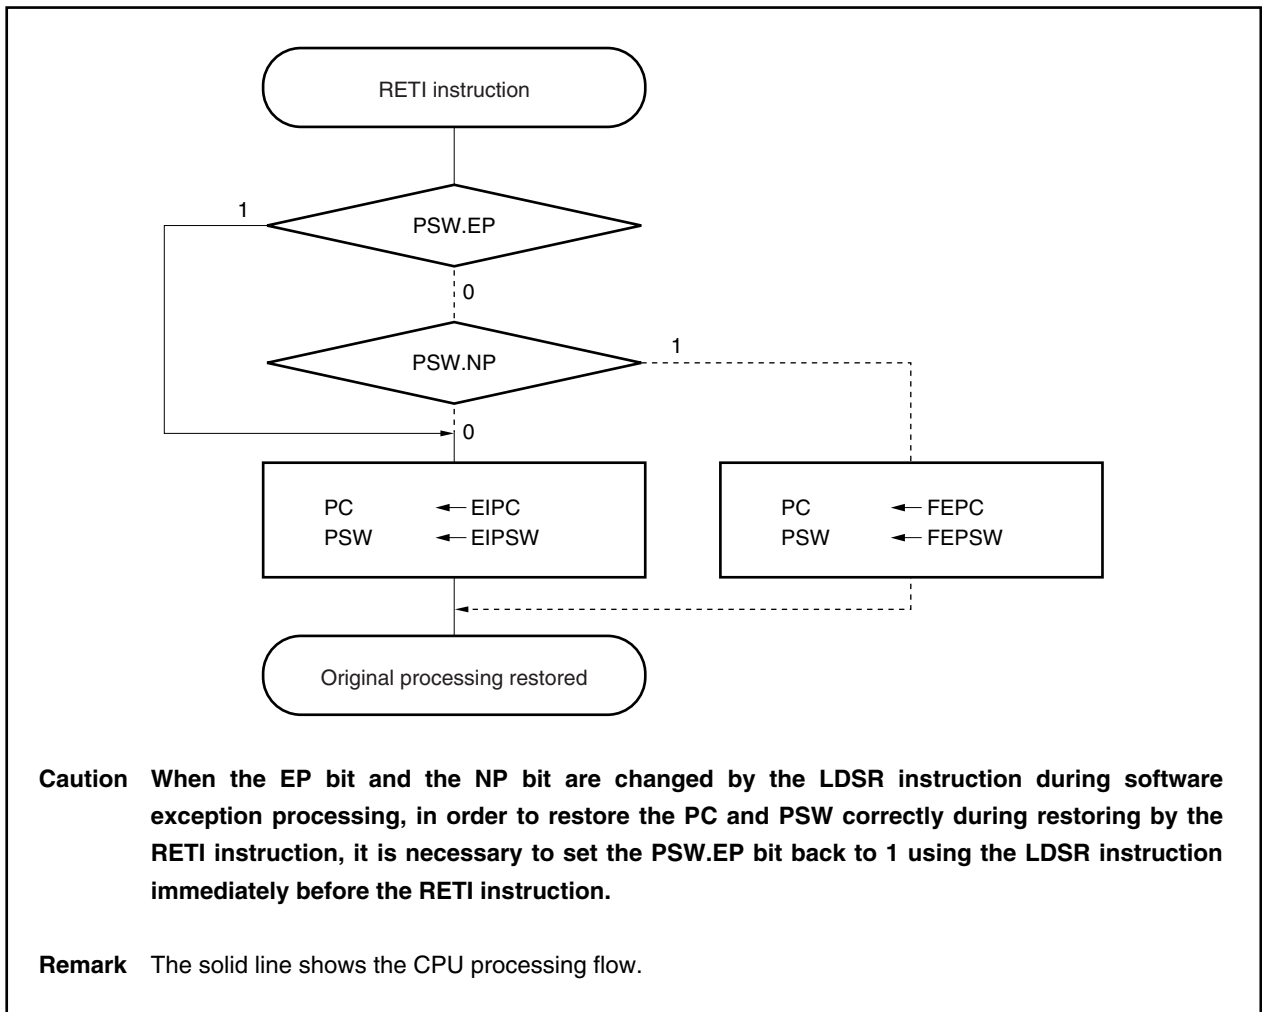 RETI instruction
1
PSW.EP
0
1
PSW.NP
0
PC ← EIPC
PSW ← EIPSW
PC ← FEPC
PSW ← FEPSW
Original processing restored
Caution When the EP bit and the NP bit are changed by the LDSR instruction during software
exception processing, in order to restore the PC and PSW correctly during restoring by the
RETI instruction, it is necessary to set the PSW.EP bit back to 1 using the LDSR instruction
immediately before the RETI instruction.
Remark The solid line shows the CPU processing flow.